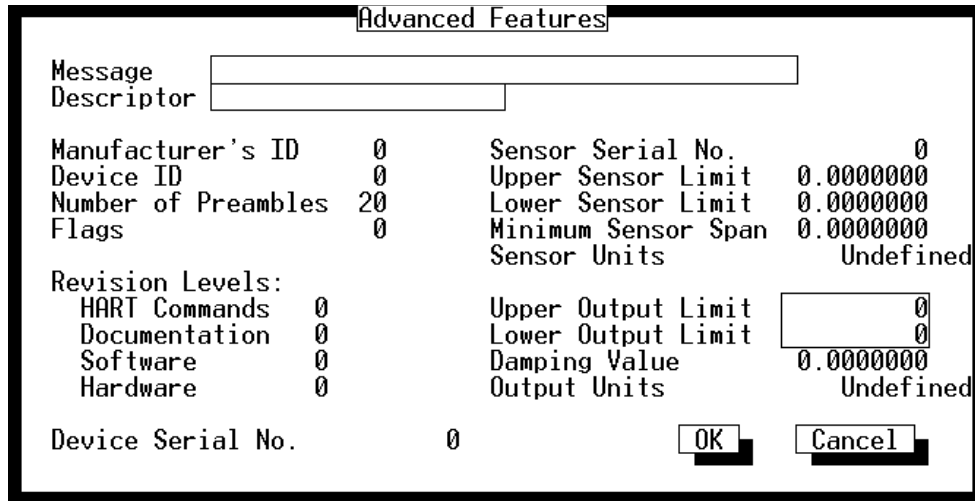 Advanced Features
Message
Descriptor
Manufacturer's ID 0 Sensor Serial No. 0
Device ID 0 Upper Sensor Limit 0.0000000
Number of Preambles 20 Lower Sensor Limit 0.0000000
Flags 0 Minimum Sensor Span 0.0000000
Sensor Units Undefined
Revision Levels:
HART Commands 0 Upper Output Limit 0
Documentation 0 Lower Output Limit 0
Software 0 Damping Value 0.0000000
Hardware 0 Output Units Undefined
Device Serial No. 0 OK Cancel